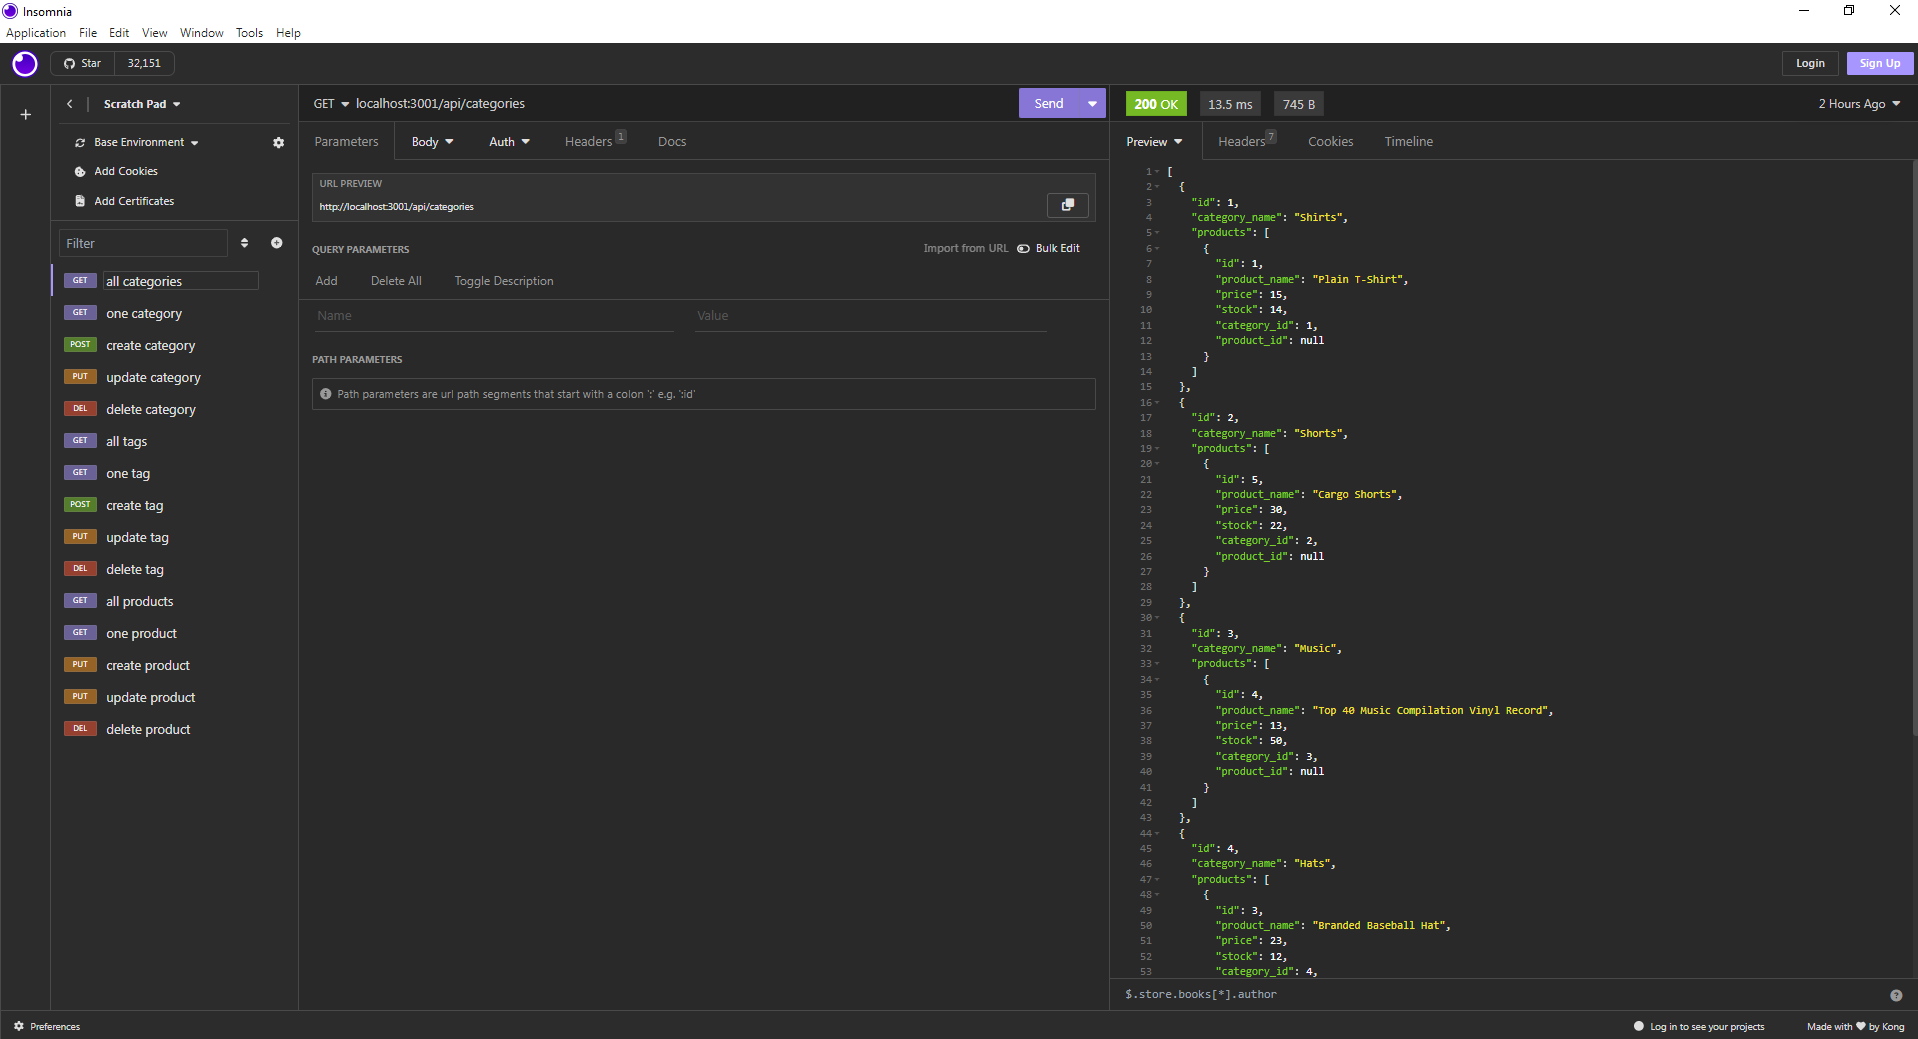 Insomnia
Application File Edit View Window Tools Help
Star 32,151
Login Sign Up
Scratch Pad
Base Environment
Add Cookies
Add Certificates
Filter
GET all categories
GET one category
POST create category
PUT update category
DEL delete category
GET all tags
GET one tag
POST create tag
PUT update tag
DEL delete tag
GET all products
GET one product
PUT create product
PUT update product
DEL delete product
GET localhost:3001/api/categories Send
Parameters Body Auth Headers 1 Docs
URL PREVIEW
http://localhost:3001/api/categories
QUERY PARAMETERS Import from URL Bulk Edit
Add Delete All Toggle Description
Name Value
PATH PARAMETERS
Path parameters are url path segments that start with a colon ':' e.g. ':id'
200 OK 13.5 ms 745 B 2 Hours Ago
Preview Headers 7 Cookies Timeline
1 [
2 {
3 "id": 1,
4 "category_name": "Shirts",
5 "products": [
6 {
7 "id": 1,
8 "product_name": "Plain T-Shirt",
9 "price": 15,
10 "stock": 14,
11 "category_id": 1,
12 "product_id": null
13 }
14 ]
15 },
16 {
17 "id": 2,
18 "category_name": "Shorts",
19 "products": [
20 {
21 "id": 5,
22 "product_name": "Cargo Shorts",
23 "price": 30,
24 "stock": 22,
25 "category_id": 2,
26 "product_id": null
27 }
28 ]
29 },
30 {
31 "id": 3,
32 "category_name": "Music",
33 "products": [
34 {
35 "id": 4,
36 "product_name": "Top 40 Music Compilation Vinyl Record",
37 "price": 13,
38 "stock": 50,
39 "category_id": 3,
40 "product_id": null
41 }
42 ]
43 },
44 {
45 "id": 4,
46 "category_name": "Hats",
47 "products": [
48 {
49 "id": 3,
50 "product_name": "Branded Baseball Hat",
51 "price": 23,
52 "stock": 12,
53 "category_id": 4,
$.store.books[*].author
Preferences
Log in to see your projects Made with ♥ by Kong